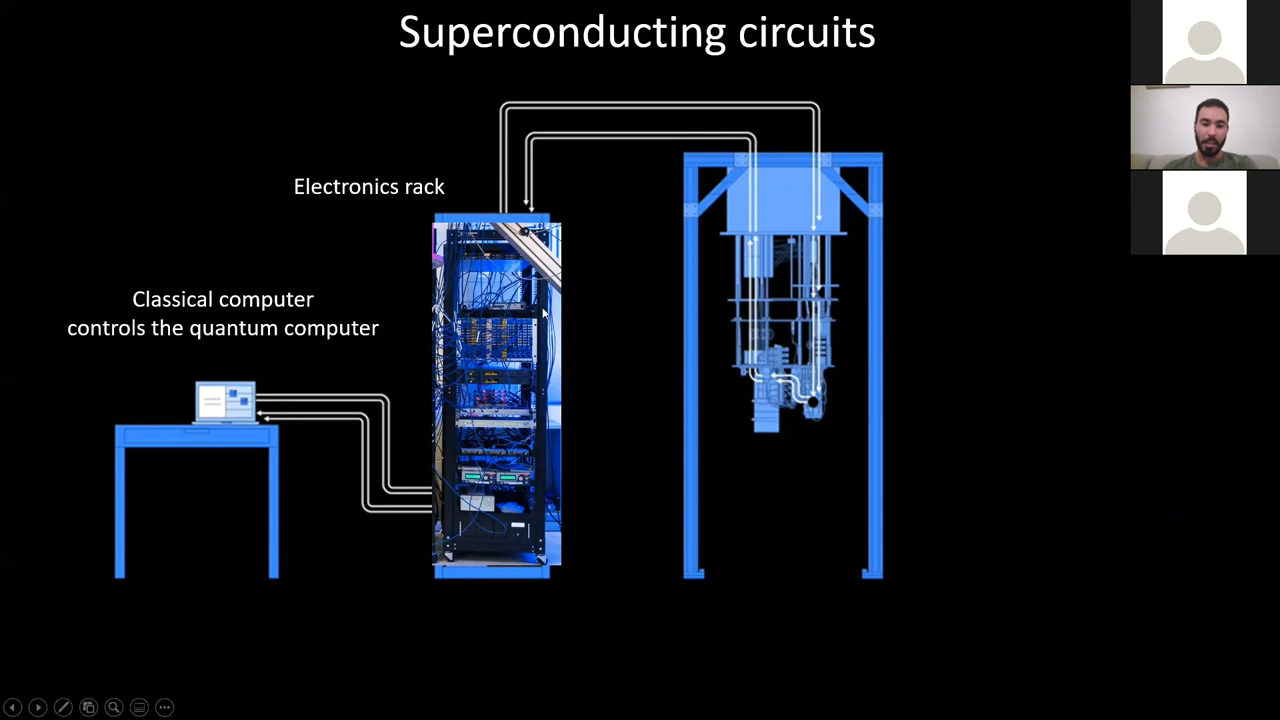 Superconducting circuits
Electronics rack
Classical computer
controls the quantum computer